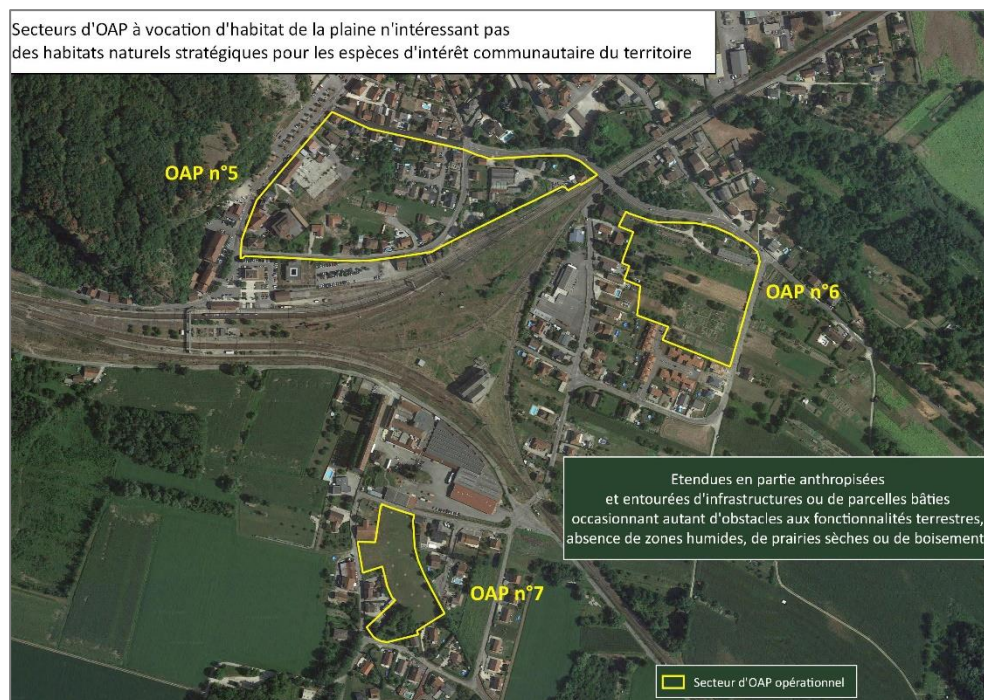 Secteurs d'OAP à vocation d'habitat de la plaine n'intéressant pas
des habitats naturels stratégiques pour les espèces d'intérêt communautaire du territoire
OAP n°5
OAP n°6
Etendues en partie anthropisées
et entourées d'infrastructures ou de parcelles bâties
occasionnant autant d'obstacles aux fonctionnalités terrestres,
absence de zones humides, de prairies sèches ou de boisement
OAP n°7
Secteur d'OAP opérationnel